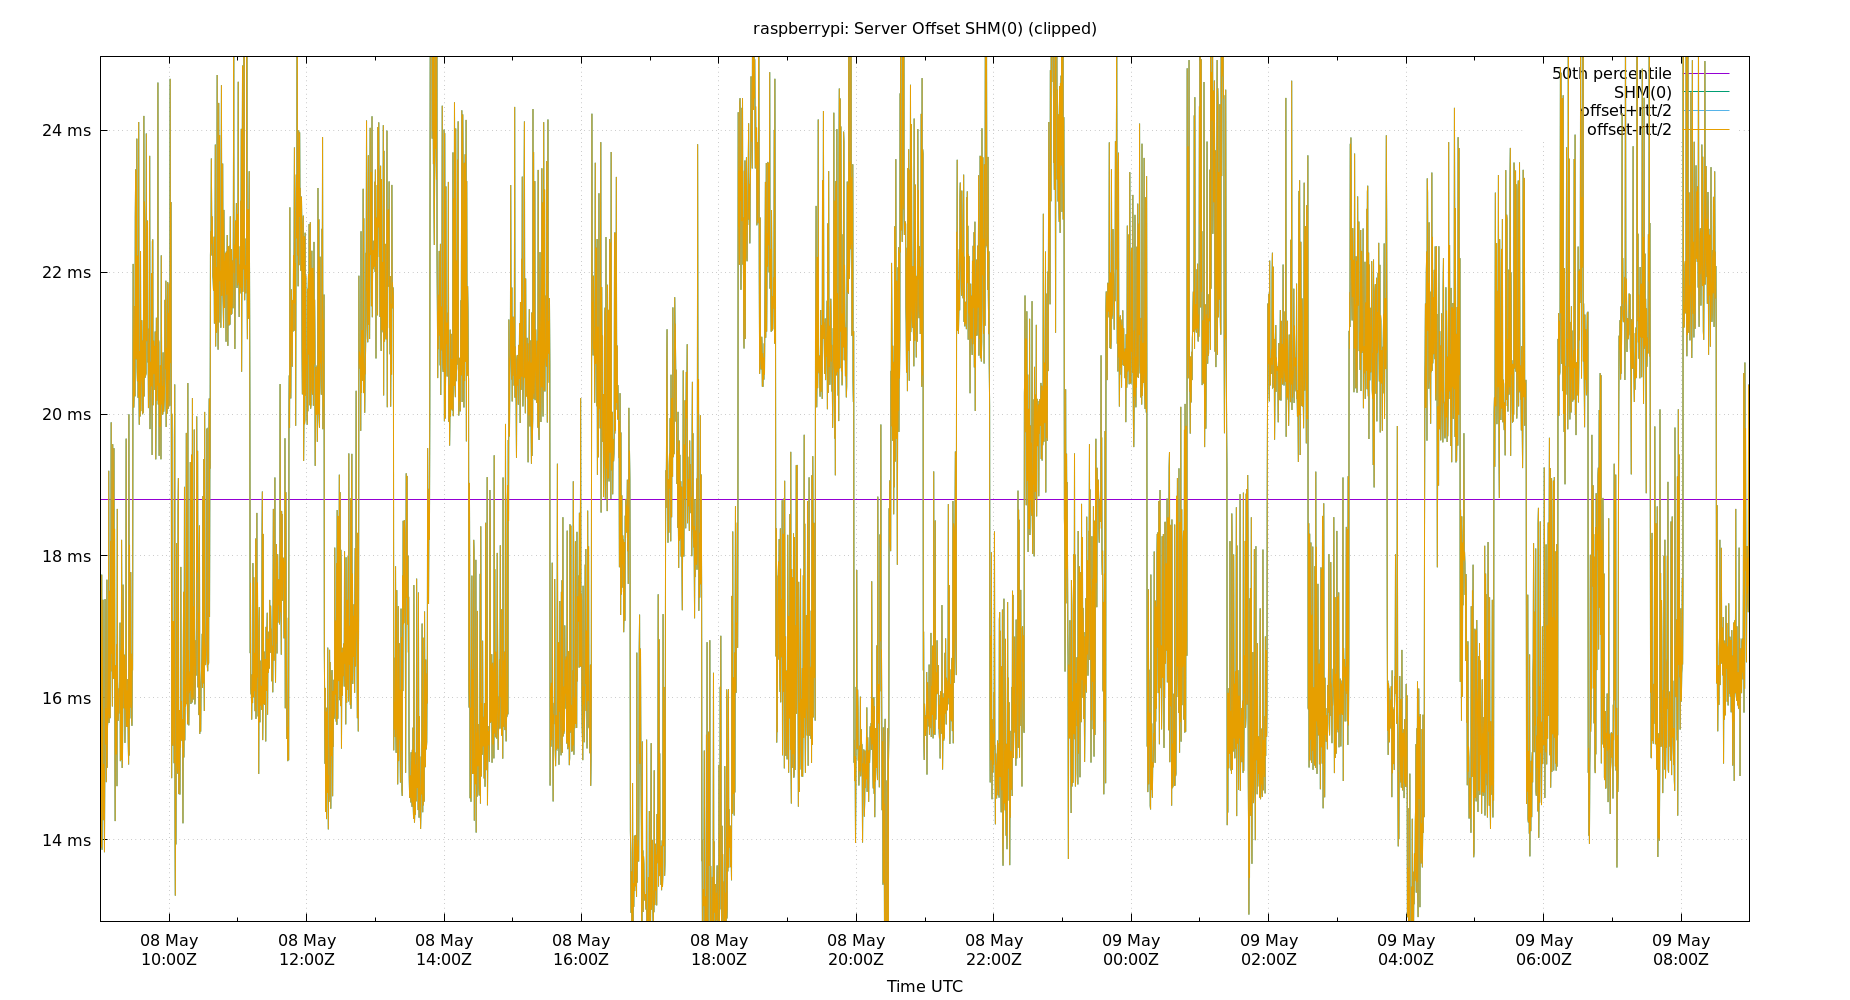 raspberrypi: Server Offset SHM(0) (clipped)
50th percentile
SHM(0)
offset+rtt/2
offset-rtt/2
24 ms
22 ms
20 ms
18 ms
16 ms
14 ms
08 May 08 May 08 May 08 May 08 May 08 May 08 May 09 May 09 May 09 May 09 May 09 May
10:00Z 12:00Z 14:00Z 16:00Z 18:00Z 20:00Z 22:00Z 00:00Z 02:00Z 04:00Z 06:00Z 08:00Z
Time UTC